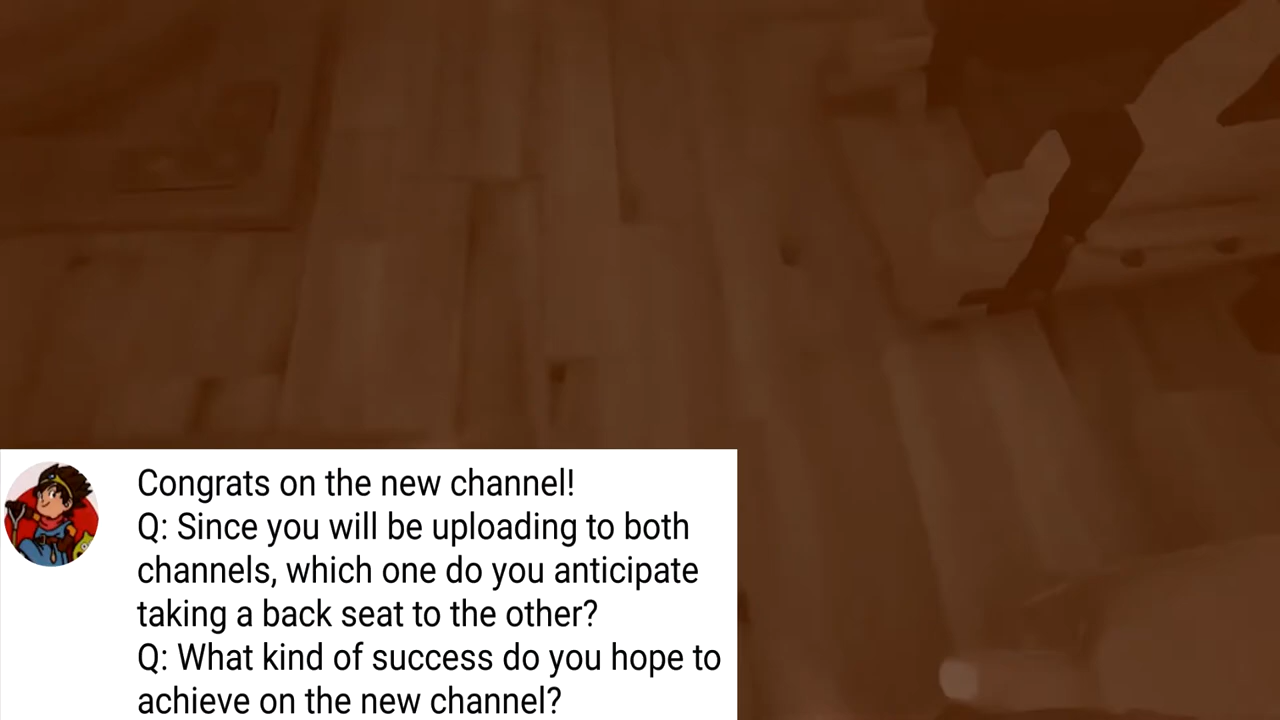 Congrats on the new channel!
Q: Since you will be uploading to both
channels, which one do you anticipate
taking a back seat to the other?
Q: What kind of success do you hope to
achieve on the new channel?